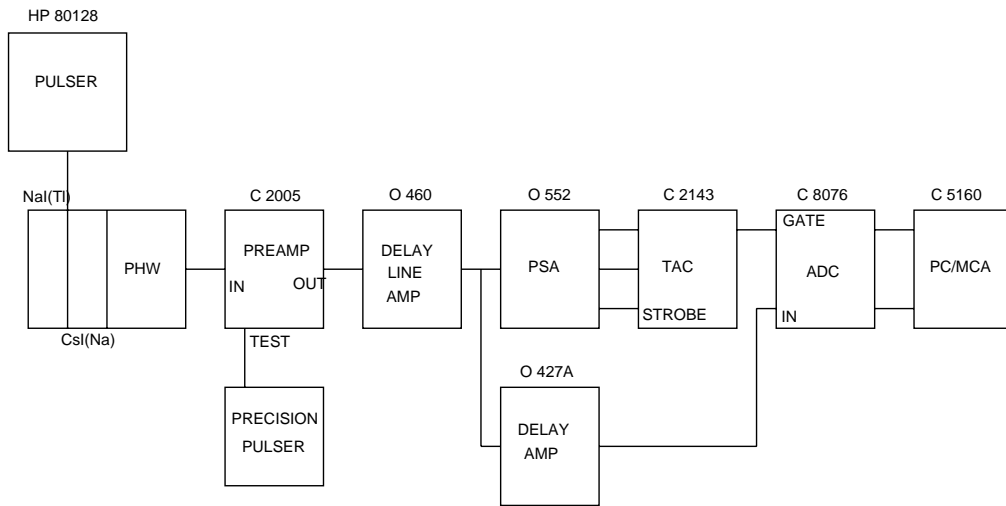 HP 80128
PULSER
NaI(Tl)
C 2005
O 460
O 552
C 2143
C 8076
C 5160
PHW
PREAMP
IN
OUT
DELAY
LINE
AMP
PSA
TAC
STROBE
GATE
ADC
IN
PC/MCA
CsI(Na)
TEST
PRECISION
PULSER
O 427A
DELAY
AMP